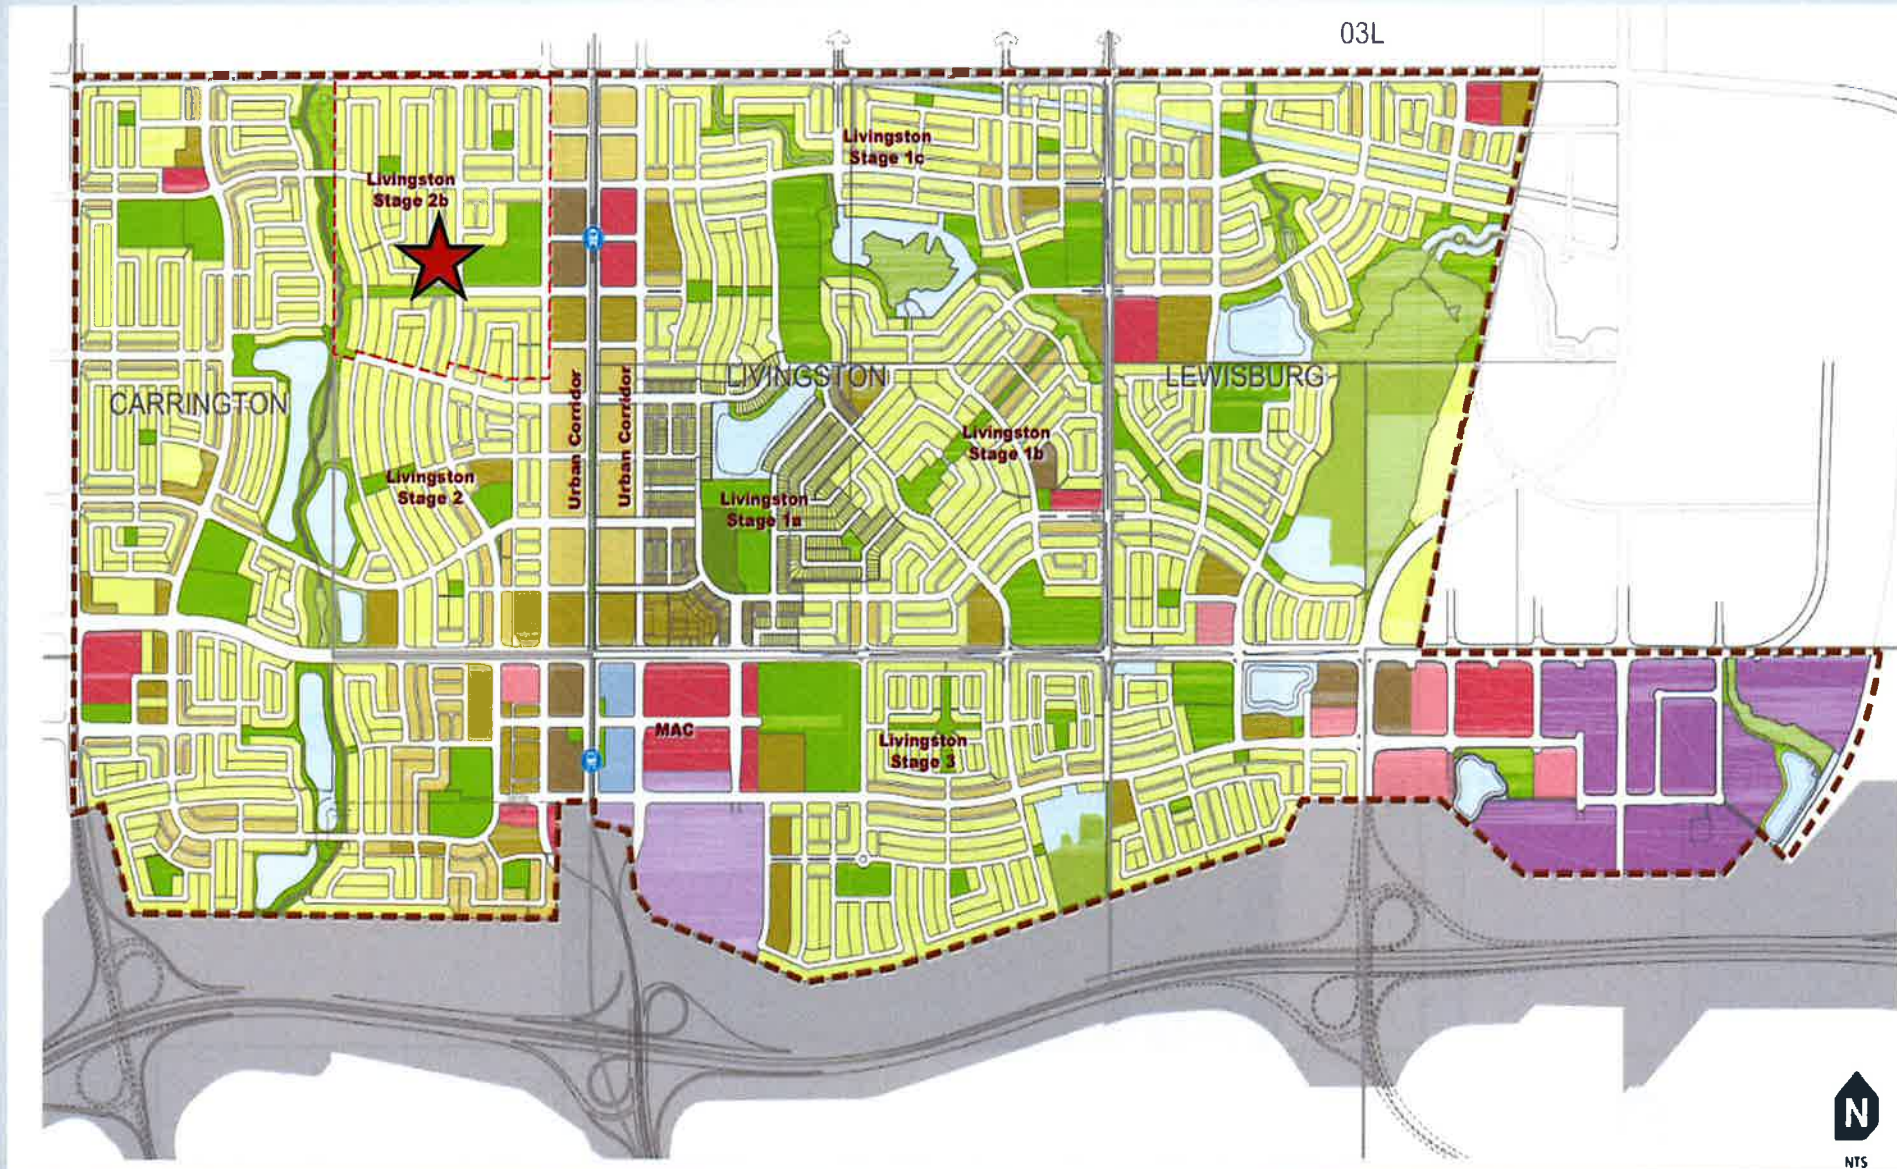 03L
Livingston
Stage 1c
Livingston
Stage 2b
LIVINGSTON
LEWISBURG
CARRINGTON
Urban Corridor
Urban Corridor
Livingston
Stage 1b
Livingston
Stage 2
Livingston
Stage 1a
MAC
Livingston
Stage 3
N
NTS